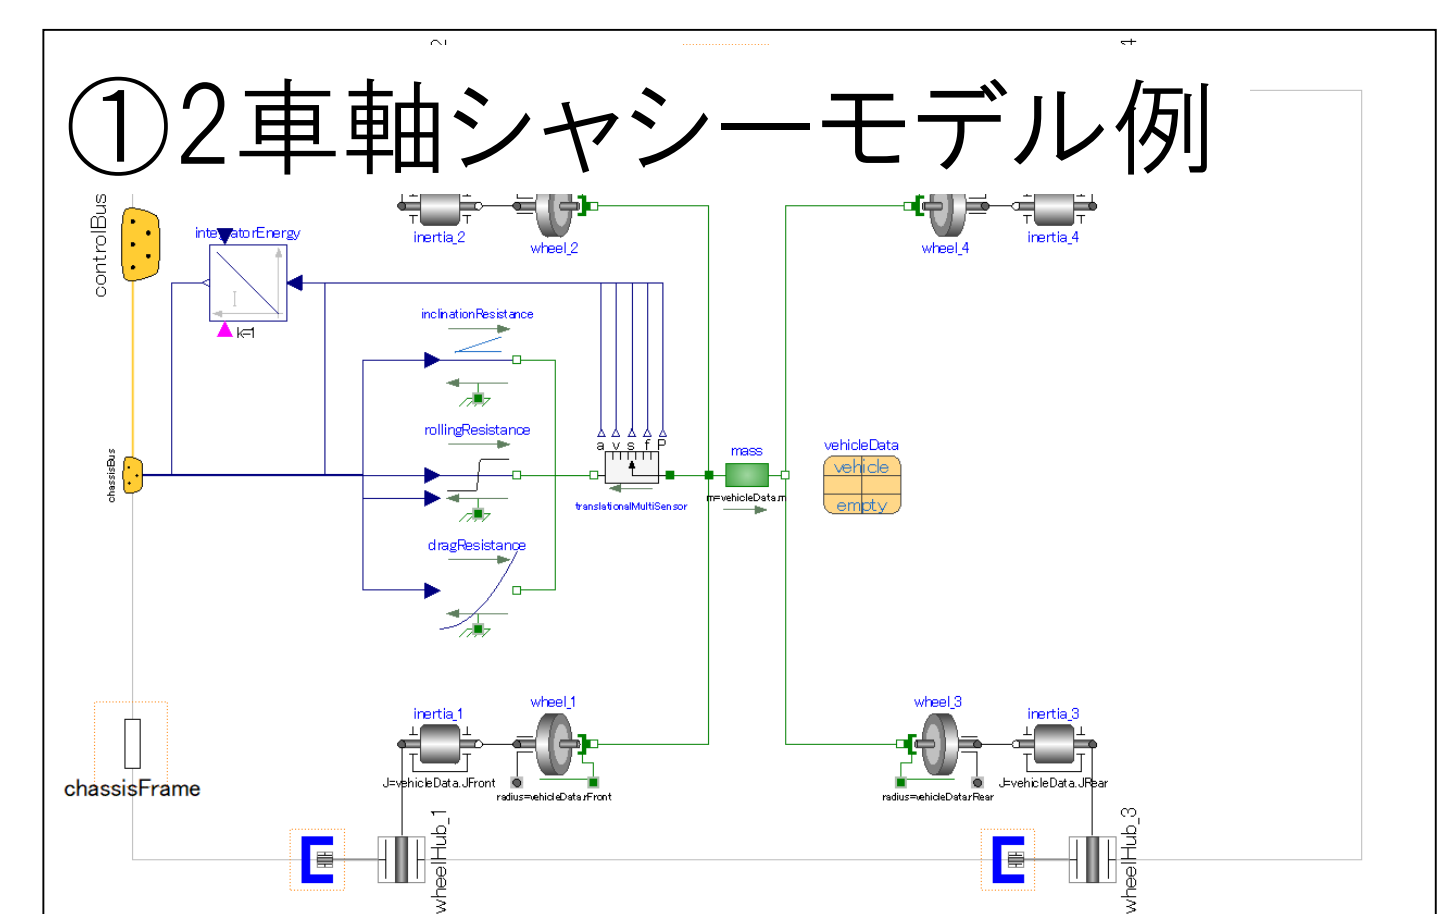 ①2車軸シャシーモデル例
controlBus
integratorEnergy
I
k=1
inertia_2
wheel_2
wheel_4
inertia_4
inclinationResistance
rollingResistance
a v s f P
translationalMultiSensor
mass
m=vehicleData.m
vehicleData
vehicle
empty
chassisBus
dragResistance
inertia_1
J=vehicleData.JFront
wheel_1
radius=vehicleData.rFront
wheel_3
radius=vehicleData.rRear
inertia_3
J=vehicleData.JRear
chassisFrame
wheelHub_1
wheelHub_3